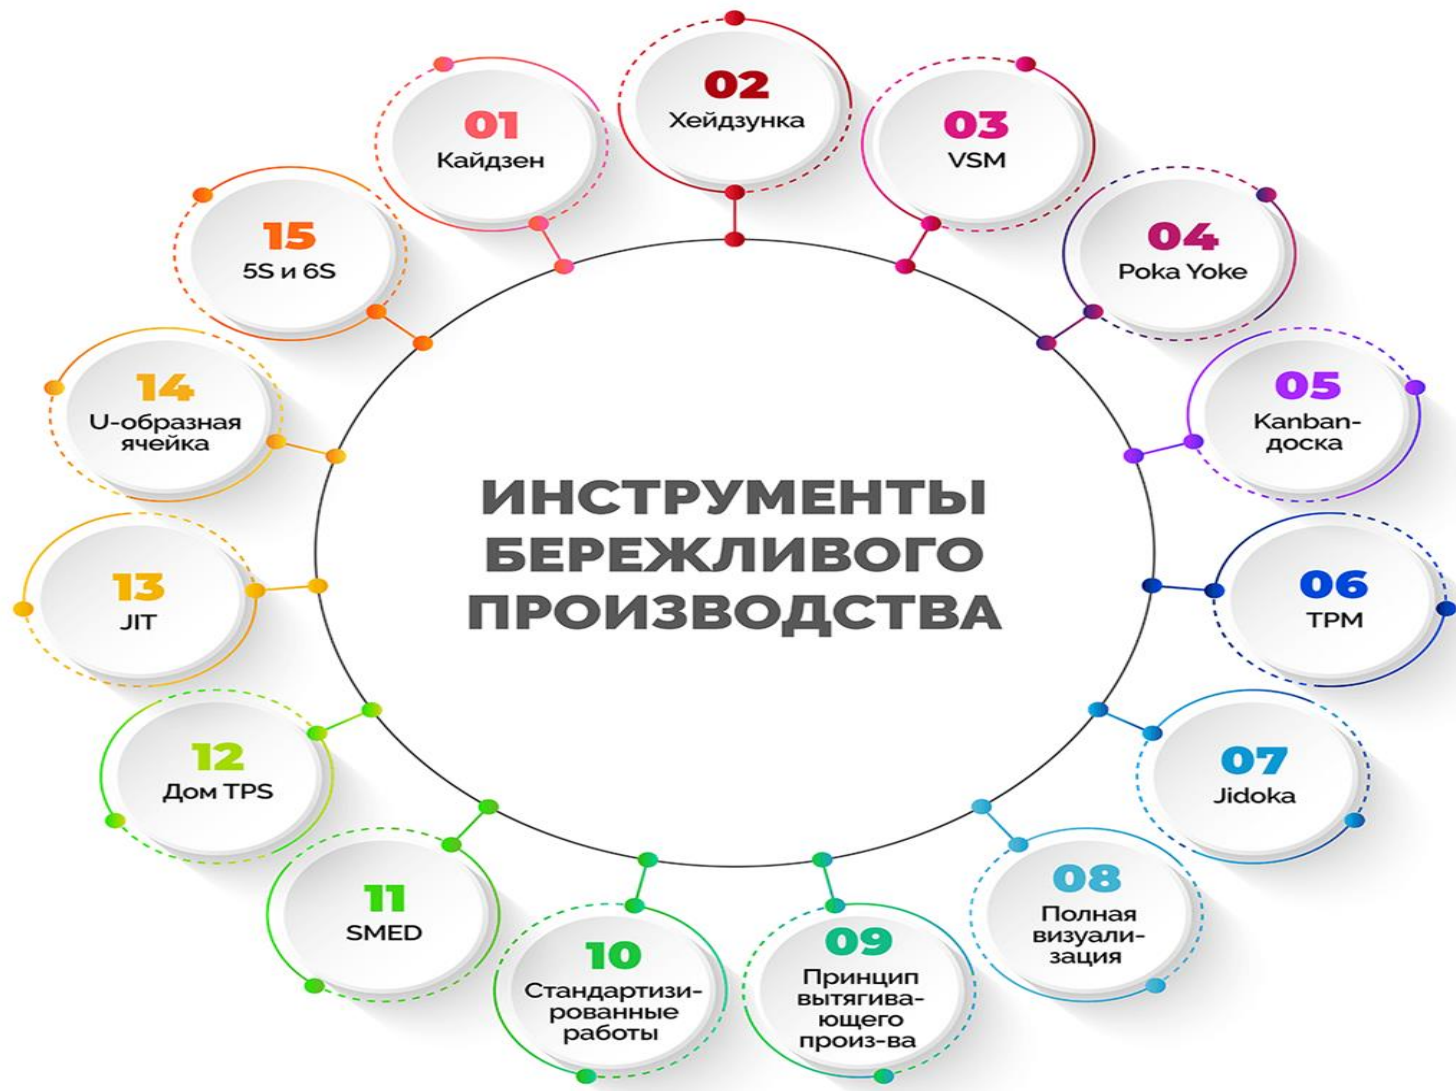 ИНСТРУМЕНТЫ
БЕРЕЖЛИВОГО
ПРОИЗВОДСТВА
01
Кайдзен
02
Хейдзунка
03
VSM
04
Poka Yoke
05
Kanban-
доска
06
TPM
07
Jidoka
08
Полная
визуали-
зация
09
Принцип
вытягива-
ющего
произ-ва
10
Стандартизи-
рованные
работы
11
SMED
12
Дом TPS
13
JIT
14
U-образная
ячейка
15
5S и 6S